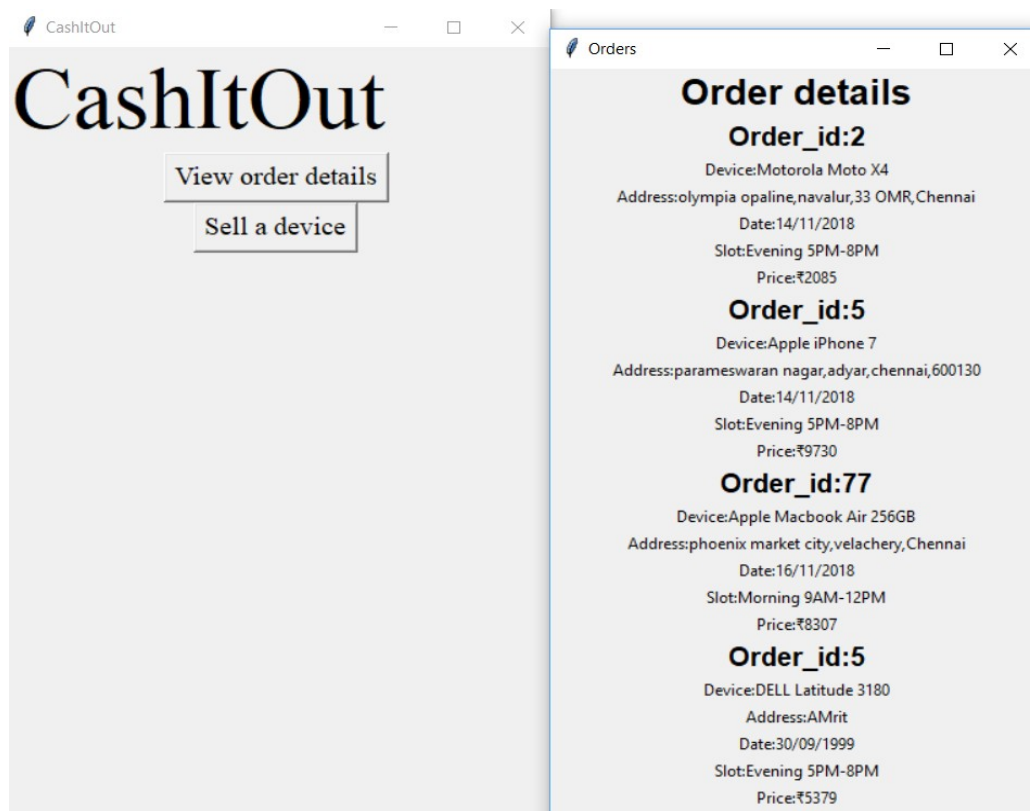 CashItOut
CashItOut
View order details
Sell a device
Orders
Order details
Order_id:2
Device:Motorola Moto X4
Address:olympia opaline,navalur,33 OMR,Chennai
Date:14/11/2018
Slot:Evening 5PM-8PM
Price:₹2085
Order_id:5
Device:Apple iPhone 7
Address:parameswaran nagar,adyar,chennai,600130
Date:14/11/2018
Slot:Evening 5PM-8PM
Price:₹9730
Order_id:77
Device:Apple Macbook Air 256GB
Address:phoenix market city,velachery,Chennai
Date:16/11/2018
Slot:Morning 9AM-12PM
Price:₹8307
Order_id:5
Device:DELL Latitude 3180
Address:AMrit
Date:30/09/1999
Slot:Evening 5PM-8PM
Price:₹5379